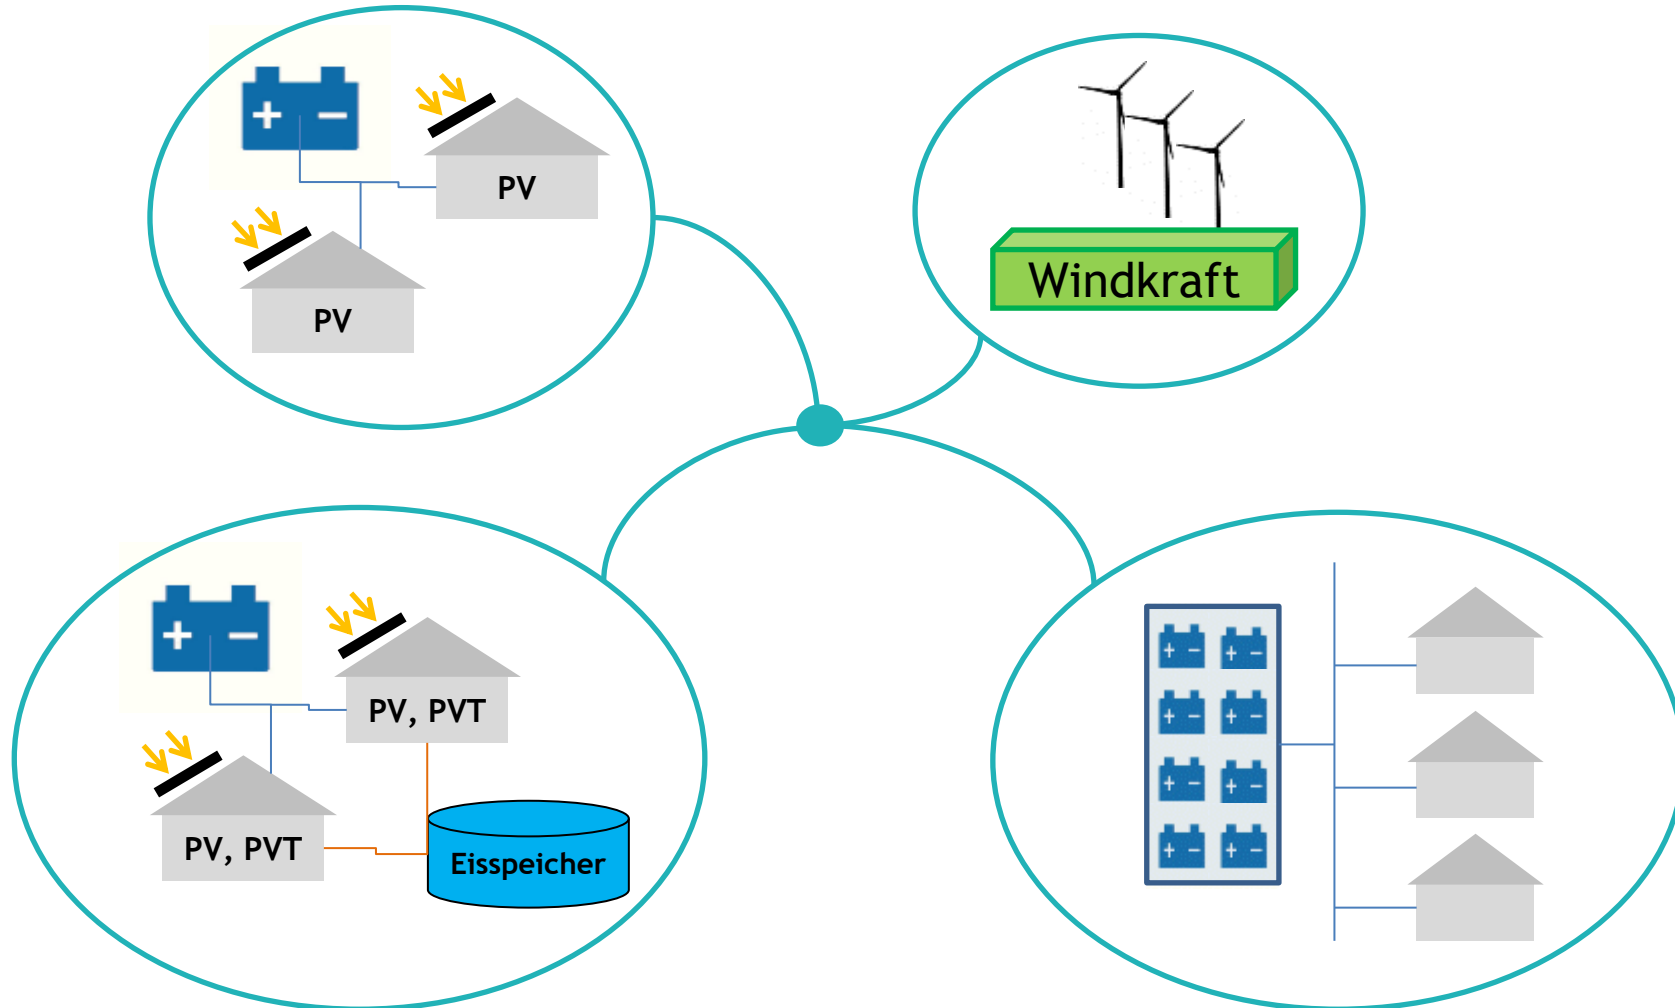 PV
PV
Windkraft
PV, PVT
PV, PVT
Eisspeicher